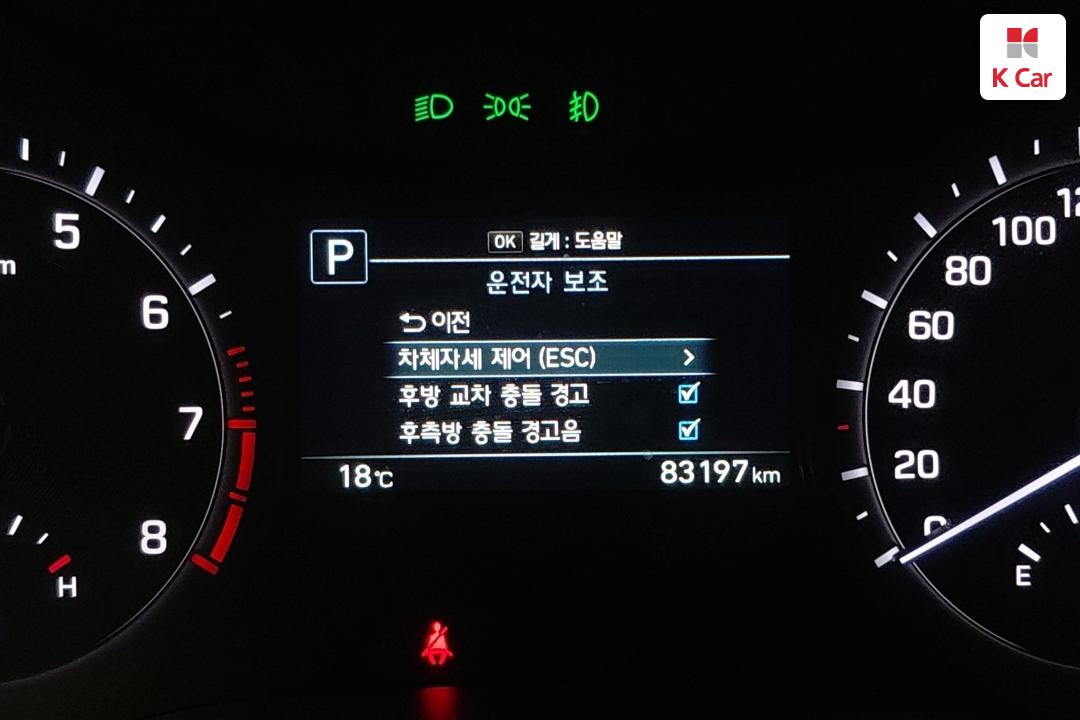 K Car
OK 길게 : 도움말
P
운전자 보조
이전
차체자세 제어 (ESC)
후방 교차 충돌 경고
후측방 충돌 경고음
18℃
83197 km
5
6
7
8
H
100
80
60
40
20
0
E